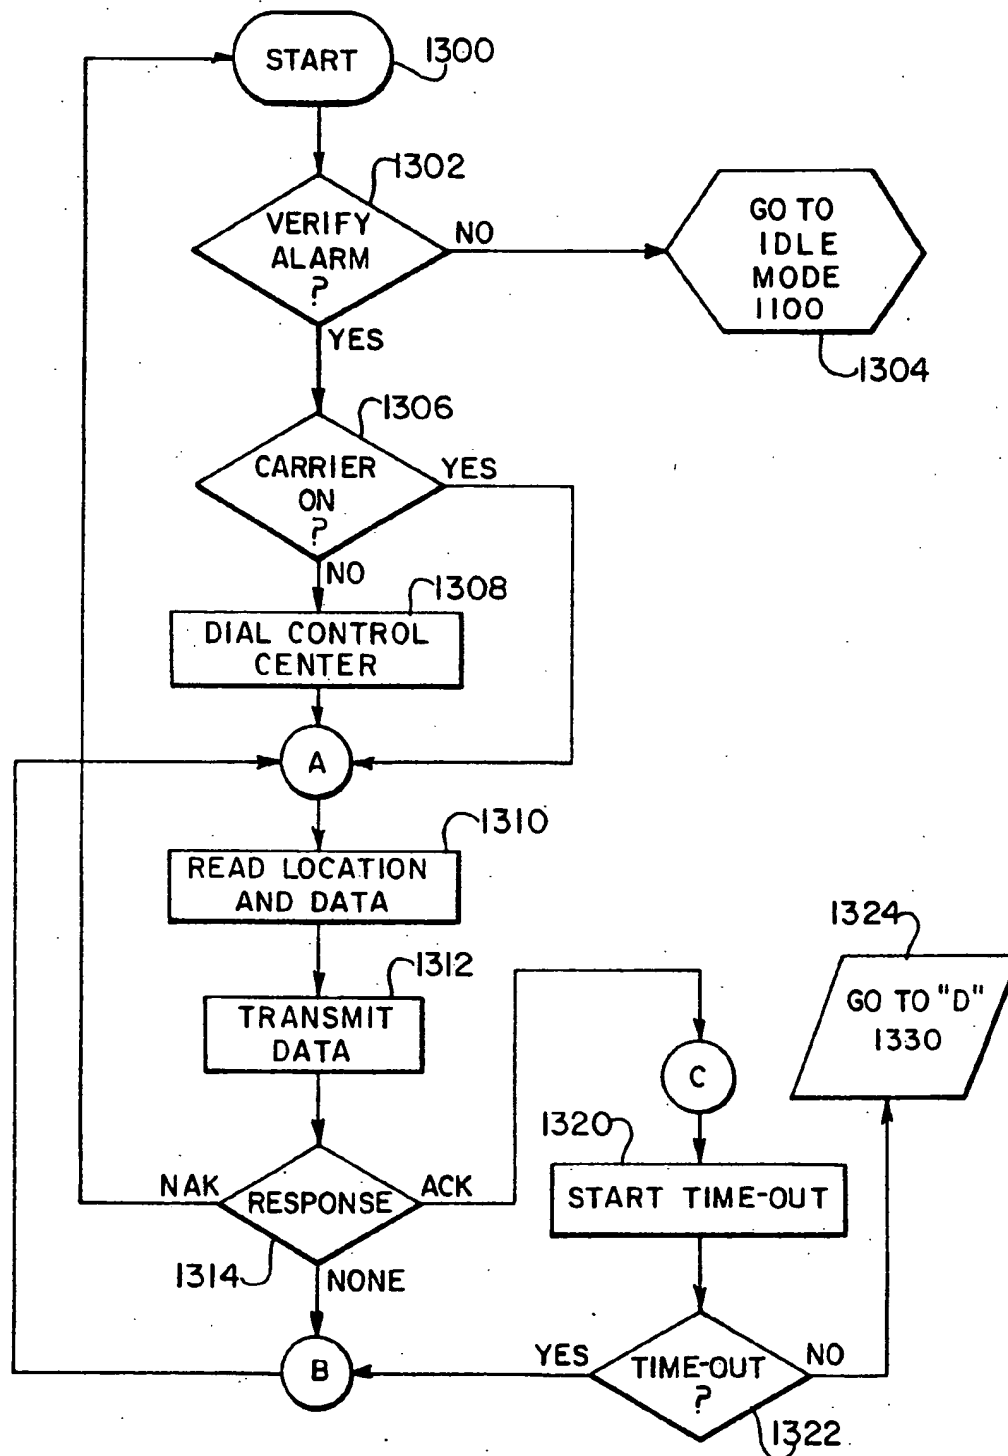 START
1300
1302
VERIFY
ALARM
?
NO
GO TO
IDLE
MODE
1100
1304
YES
1306
CARRIER
ON
?
YES
NO
1308
DIAL CONTROL
CENTER
A
1310
READ LOCATION
AND DATA
1312
TRANSMIT
DATA
1324
GO TO "D"
1330
C
1320
START TIME-OUT
NAK
RESPONSE
ACK
1314
NONE
B
YES
TIME-OUT
?
NO
1322